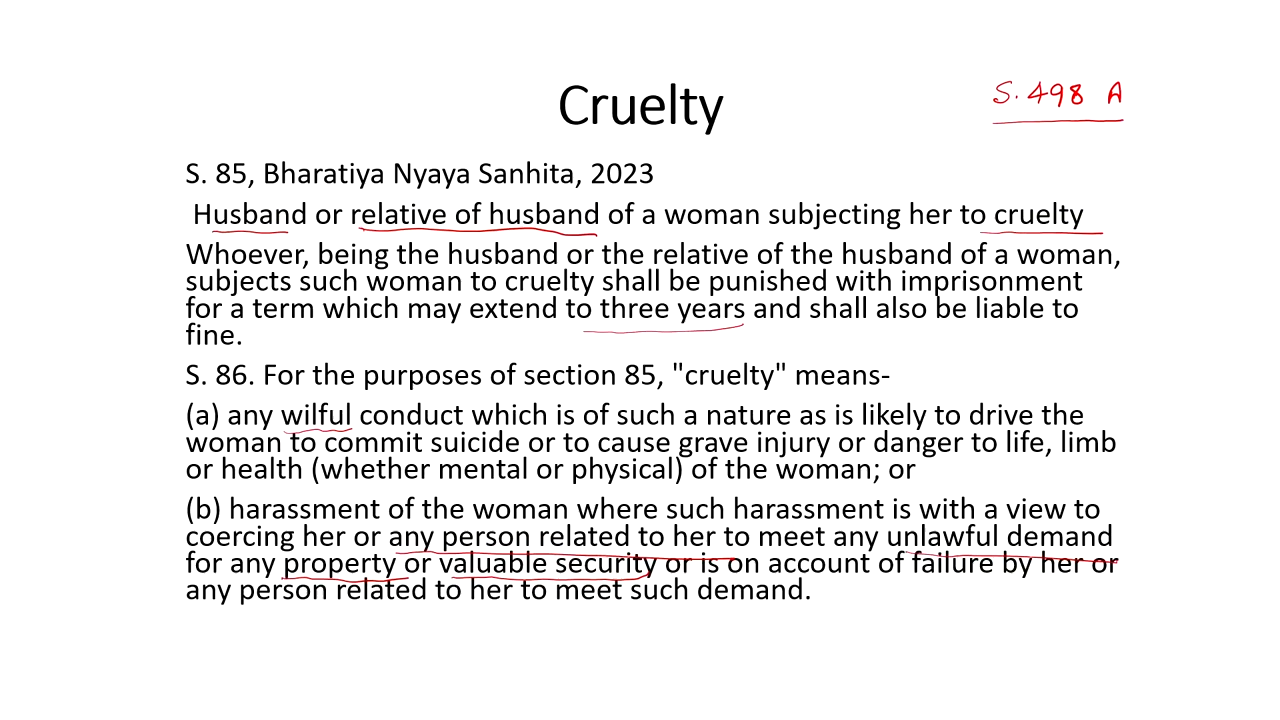 Cruelty
S. 498 A
S. 85, Bharatiya Nyaya Sanhita, 2023
Husband or relative of husband of a woman subjecting her to cruelty
Whoever, being the husband or the relative of the husband of a woman,
subjects such woman to cruelty shall be punished with imprisonment
for a term which may extend to three years and shall also be liable to
fine.
S. 86. For the purposes of section 85, "cruelty" means-
(a) any wilful conduct which is of such a nature as is likely to drive the
woman to commit suicide or to cause grave injury or danger to life, limb
or health (whether mental or physical) of the woman; or
(b) harassment of the woman where such harassment is with a view to
coercing her or any person related to her to meet any unlawful demand
for any property or valuable security or is on account of failure by her or
any person related to her to meet such demand.